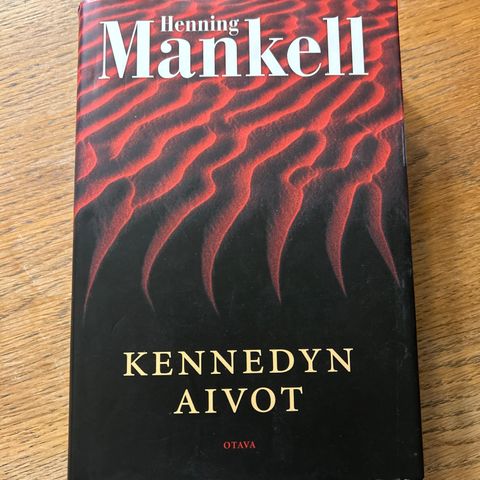 Henning
Mankell
KENNEDYN
AIVOT
OTAVA